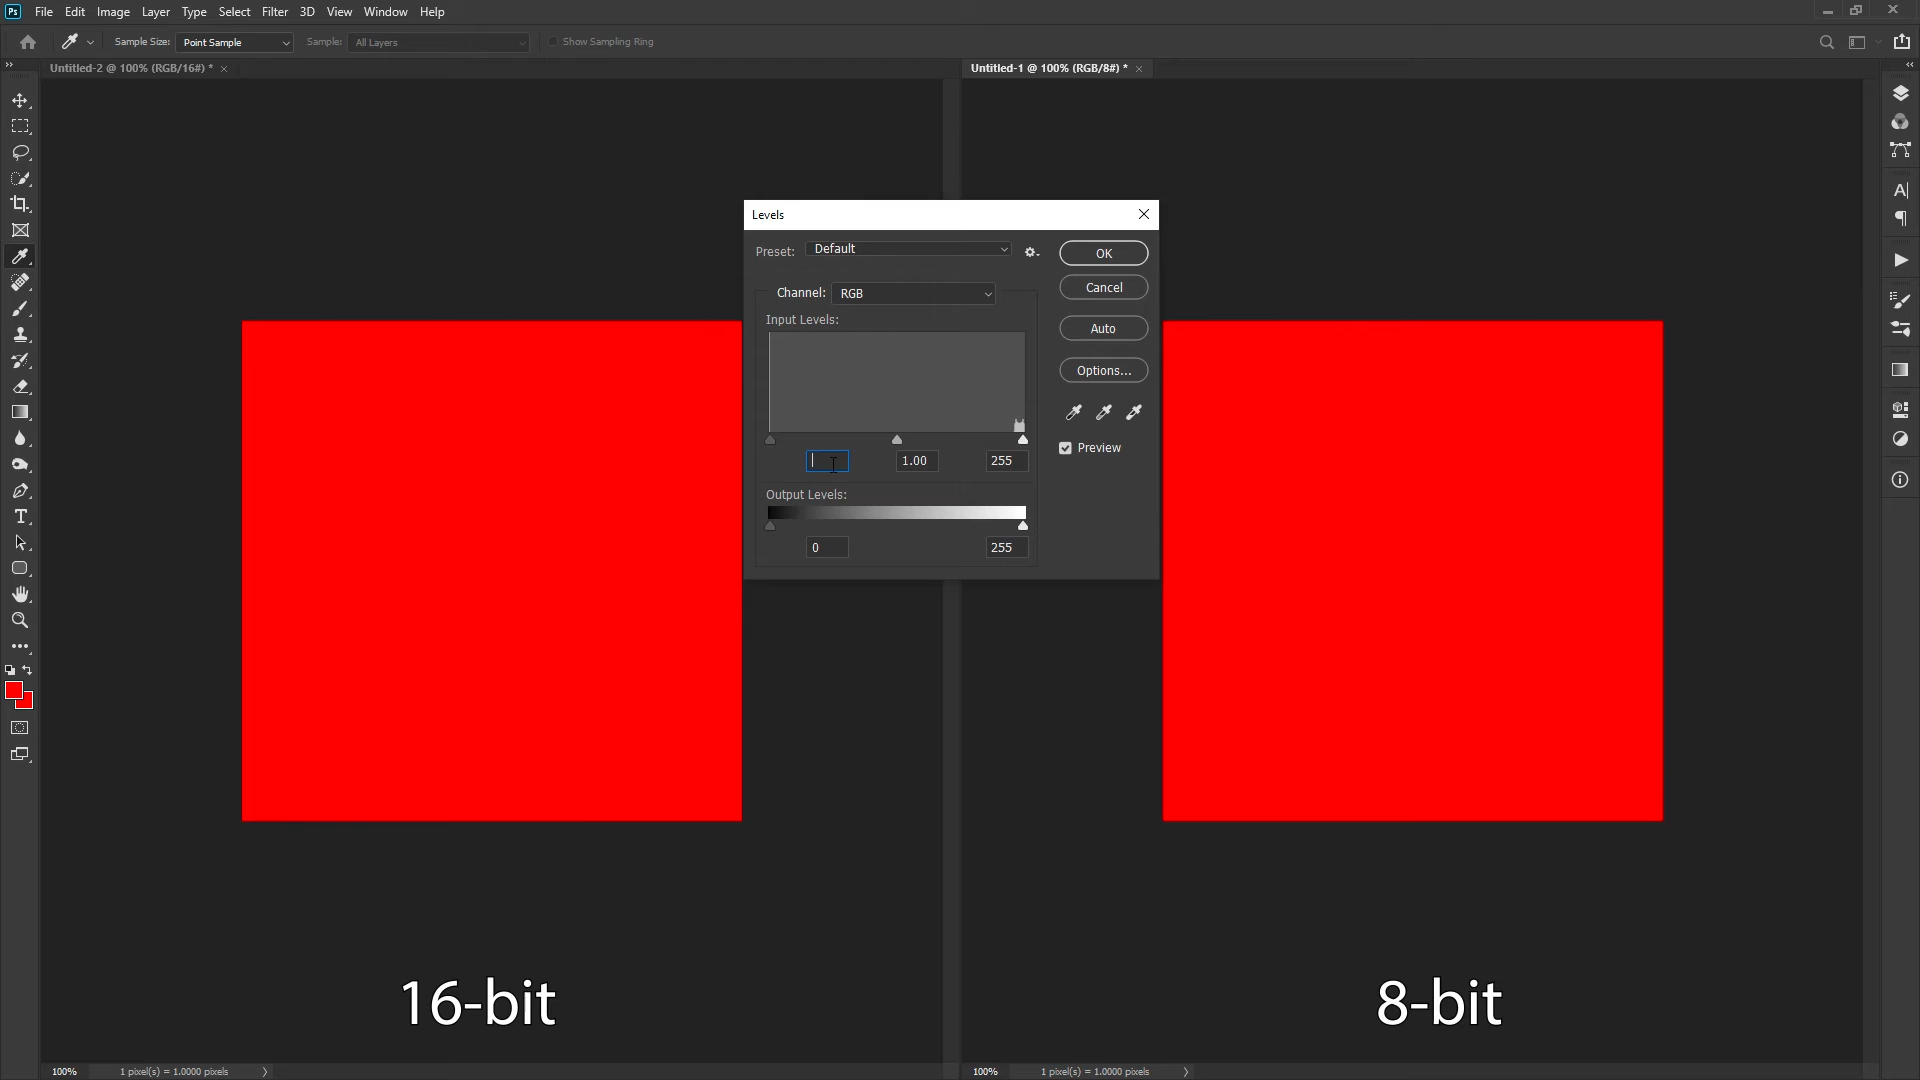 Ps File Edit Image Layer Type Select Filter 3D View Window Help
Sample Size: Point Sample Sample: All Layers Show Sampling Ring
Untitled-2 @ 100% (RGB/16#) * ×
Untitled-1 @ 100% (RGB/8#) * ×
Levels
Preset: Default
OK
Channel: RGB
Cancel
Input Levels:
Auto
Options...
Preview
1.00 255
Output Levels:
0 255
16-bit
8-bit
100% 1 pixel(s) = 1.0000 pixels
100% 1 pixel(s) = 1.0000 pixels